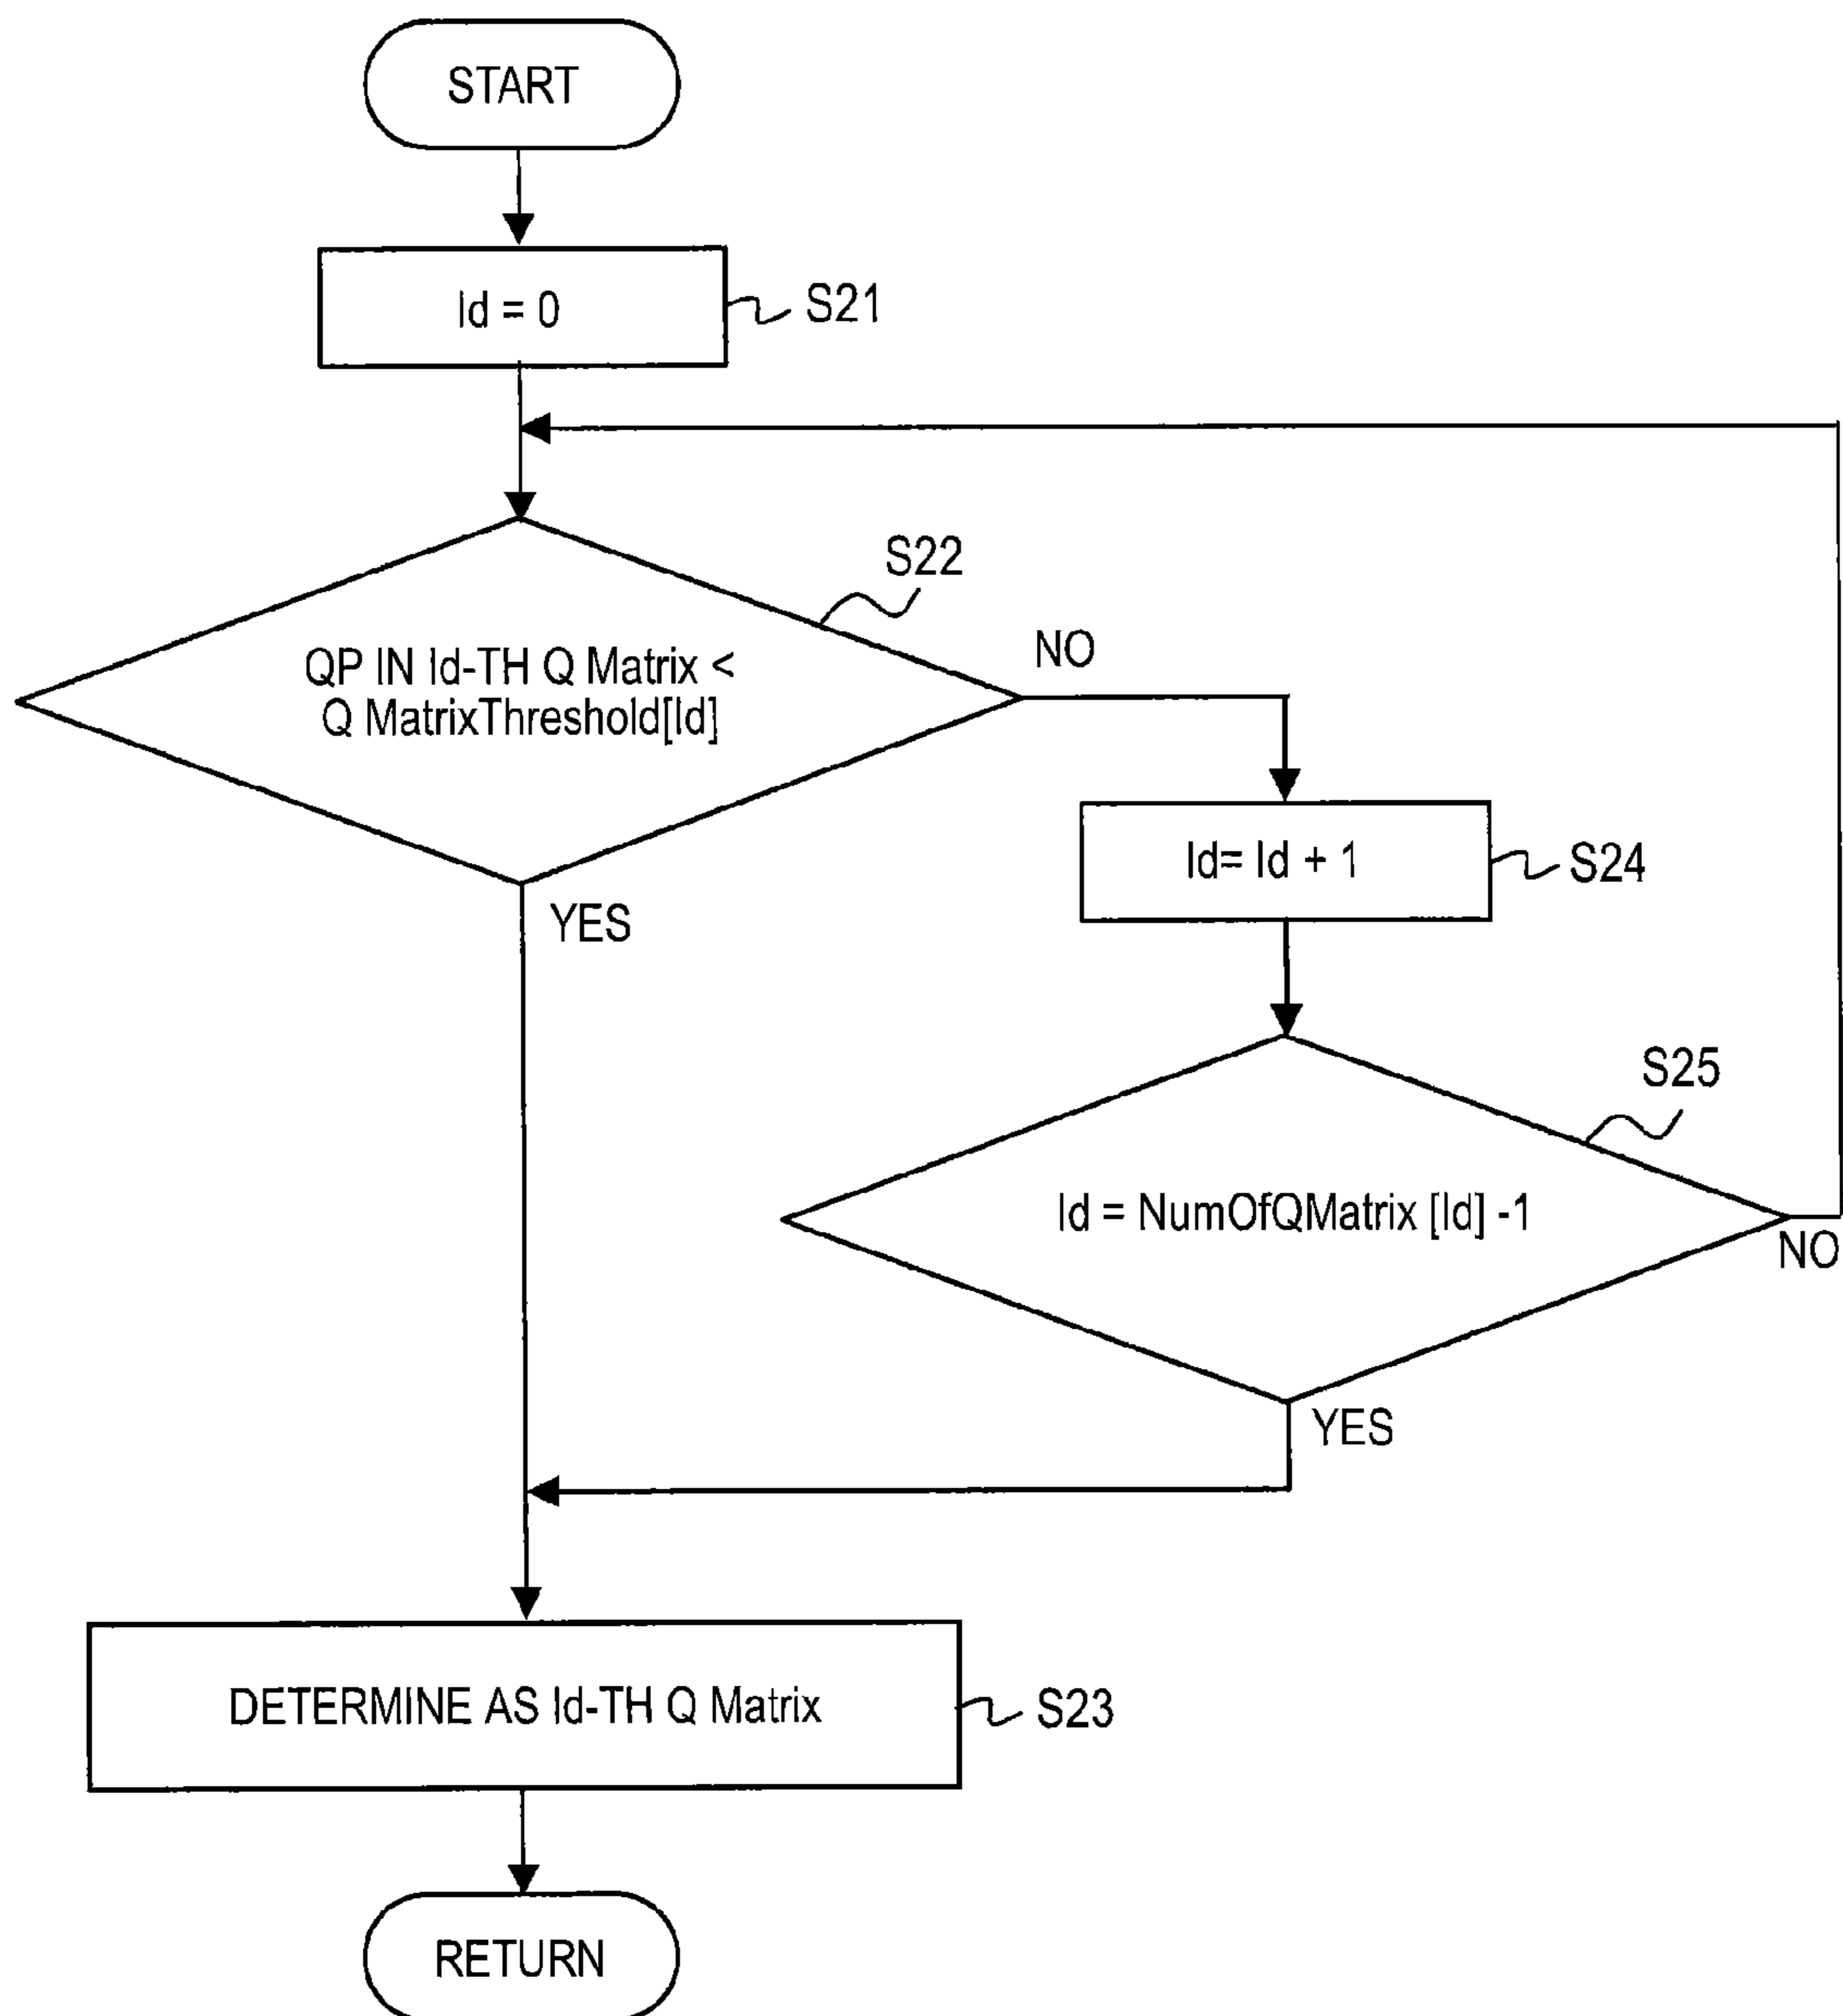 START
Id = 0
S21
S22
QP IN Id-TH Q Matrix <
Q MatrixThreshold[Id]
NO
YES
Id= Id + 1
S24
S25
Id = NumOfQMatrix [Id] -1
NO
YES
DETERMINE AS Id-TH Q Matrix
S23
RETURN